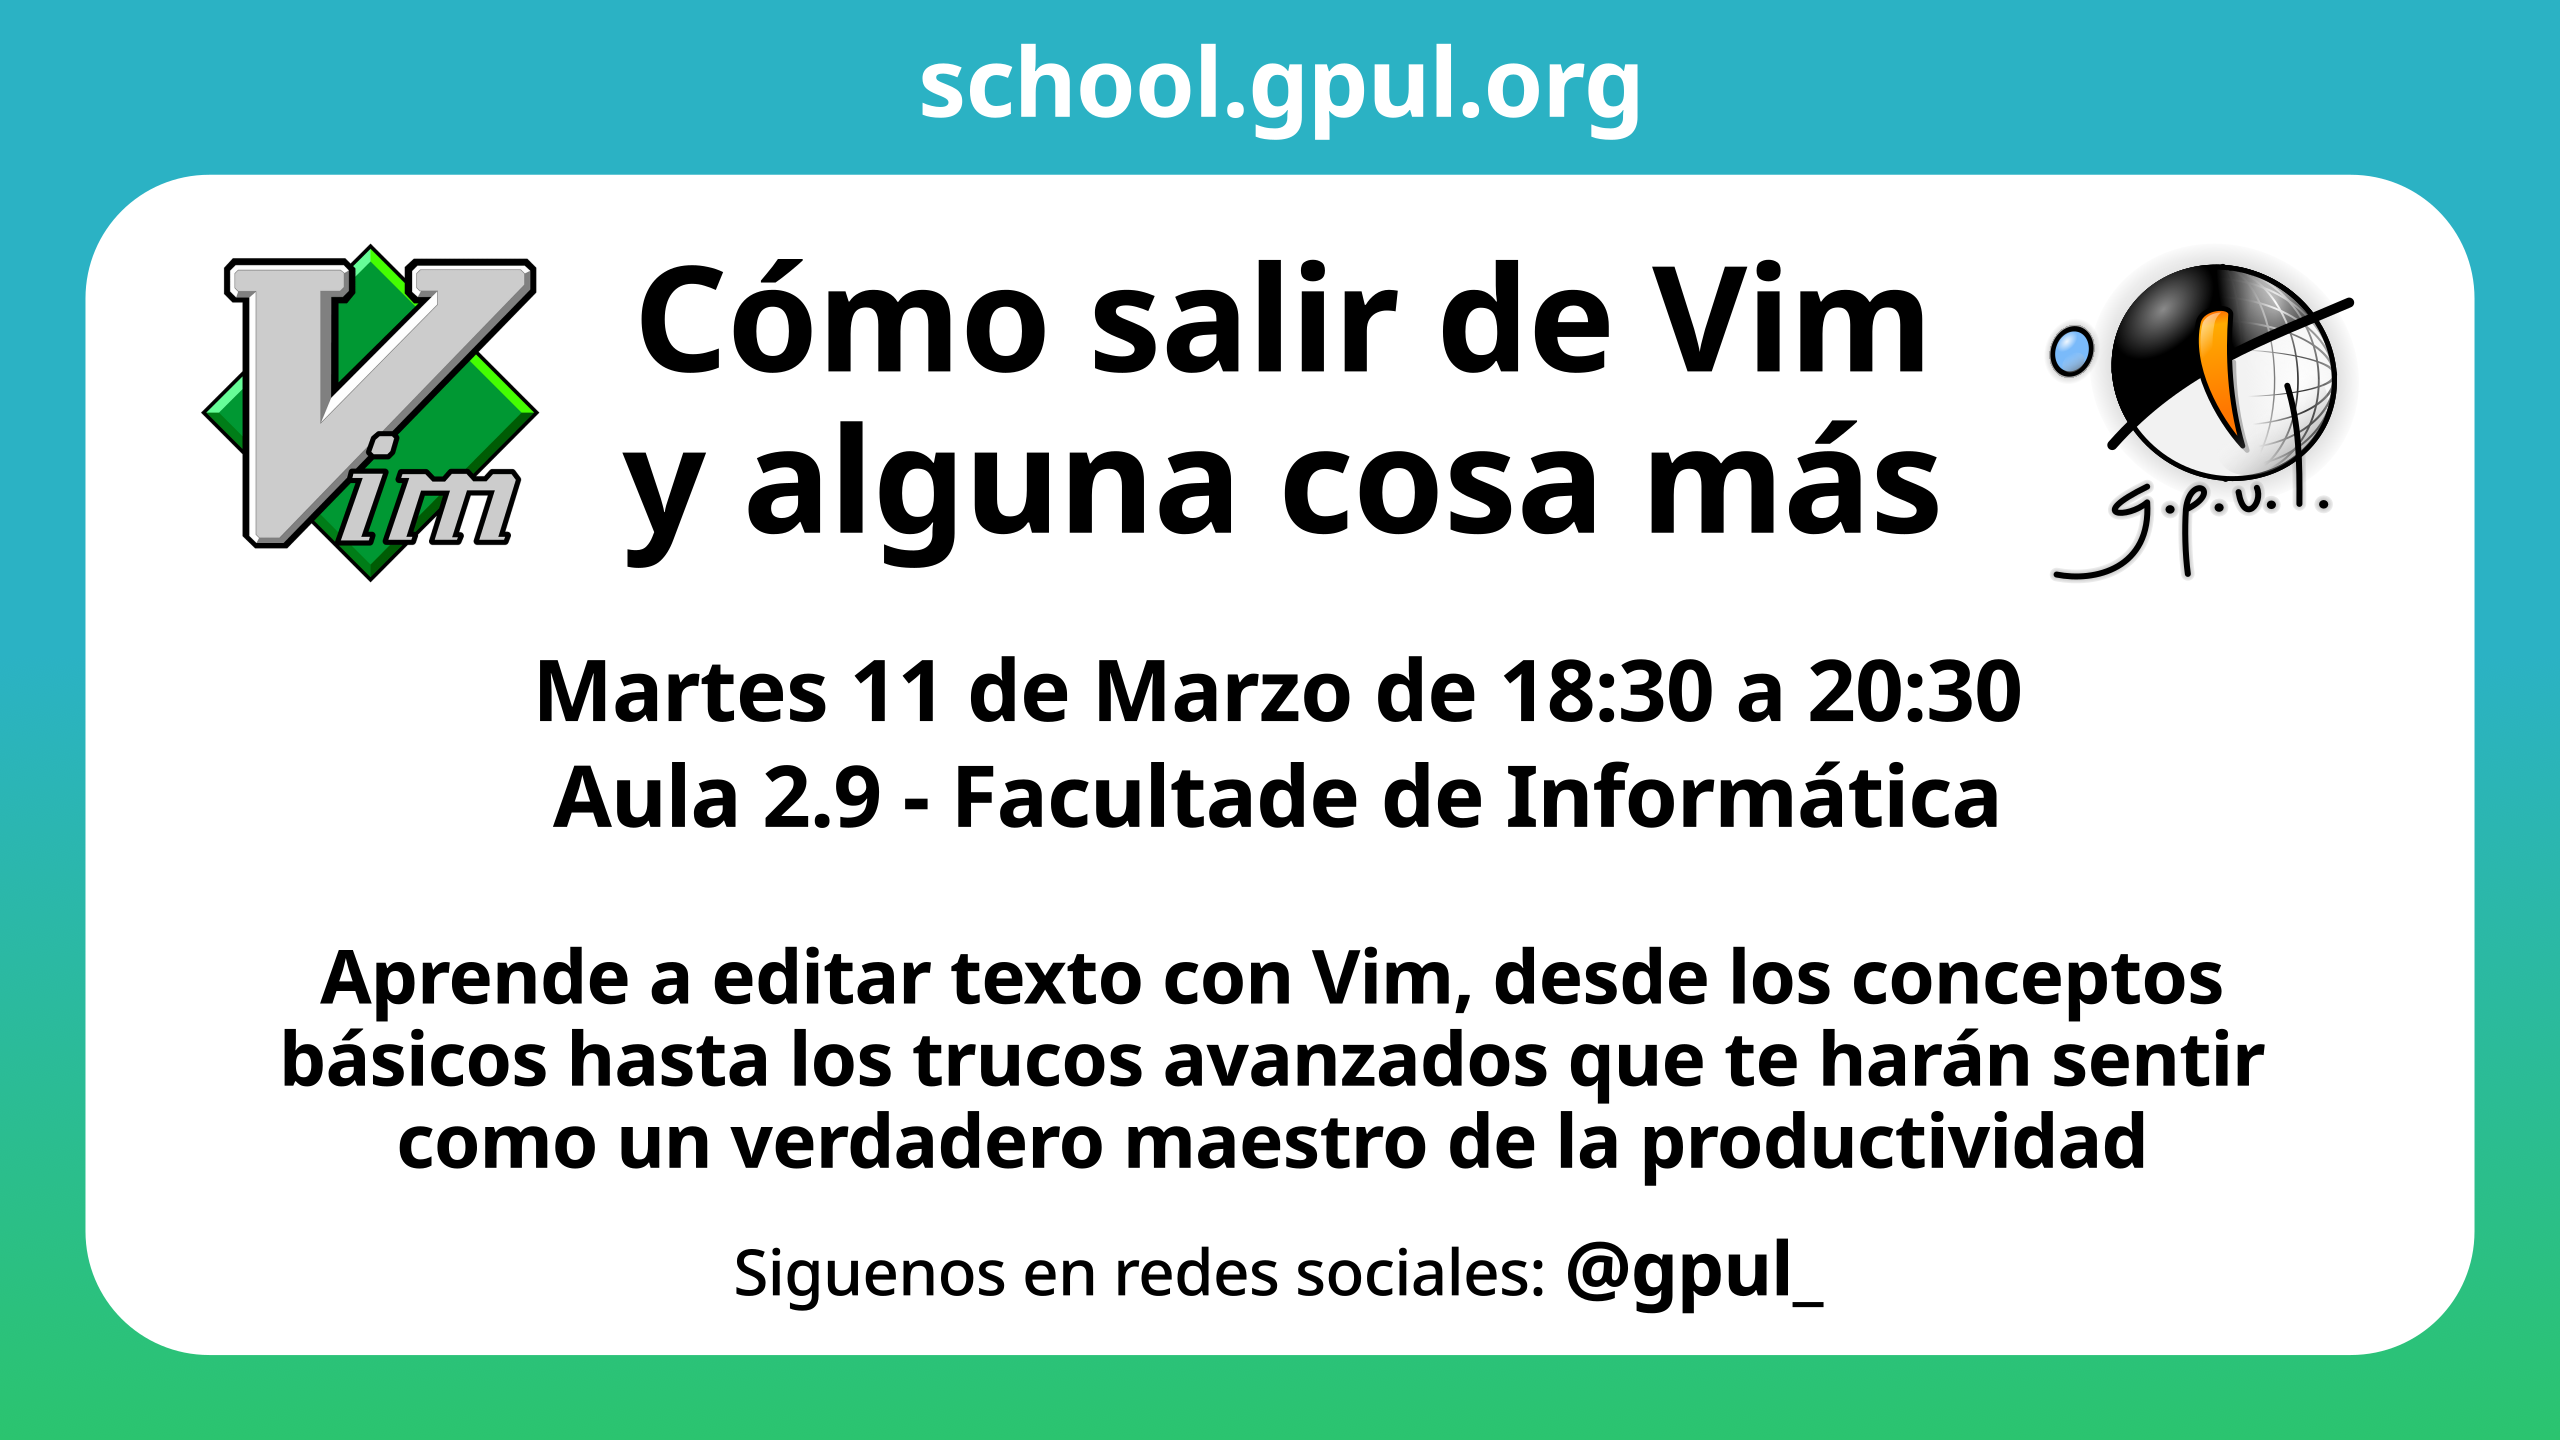 school.gpul.org
Vim
Cómo salir de Vim
y alguna cosa más
g.p.u.l.
Martes 11 de Marzo de 18:30 a 20:30
Aula 2.9 - Facultade de Informática
Aprende a editar texto con Vim, desde los conceptos
básicos hasta los trucos avanzados que te harán sentir
como un verdadero maestro de la productividad
Siguenos en redes sociales: @gpul_